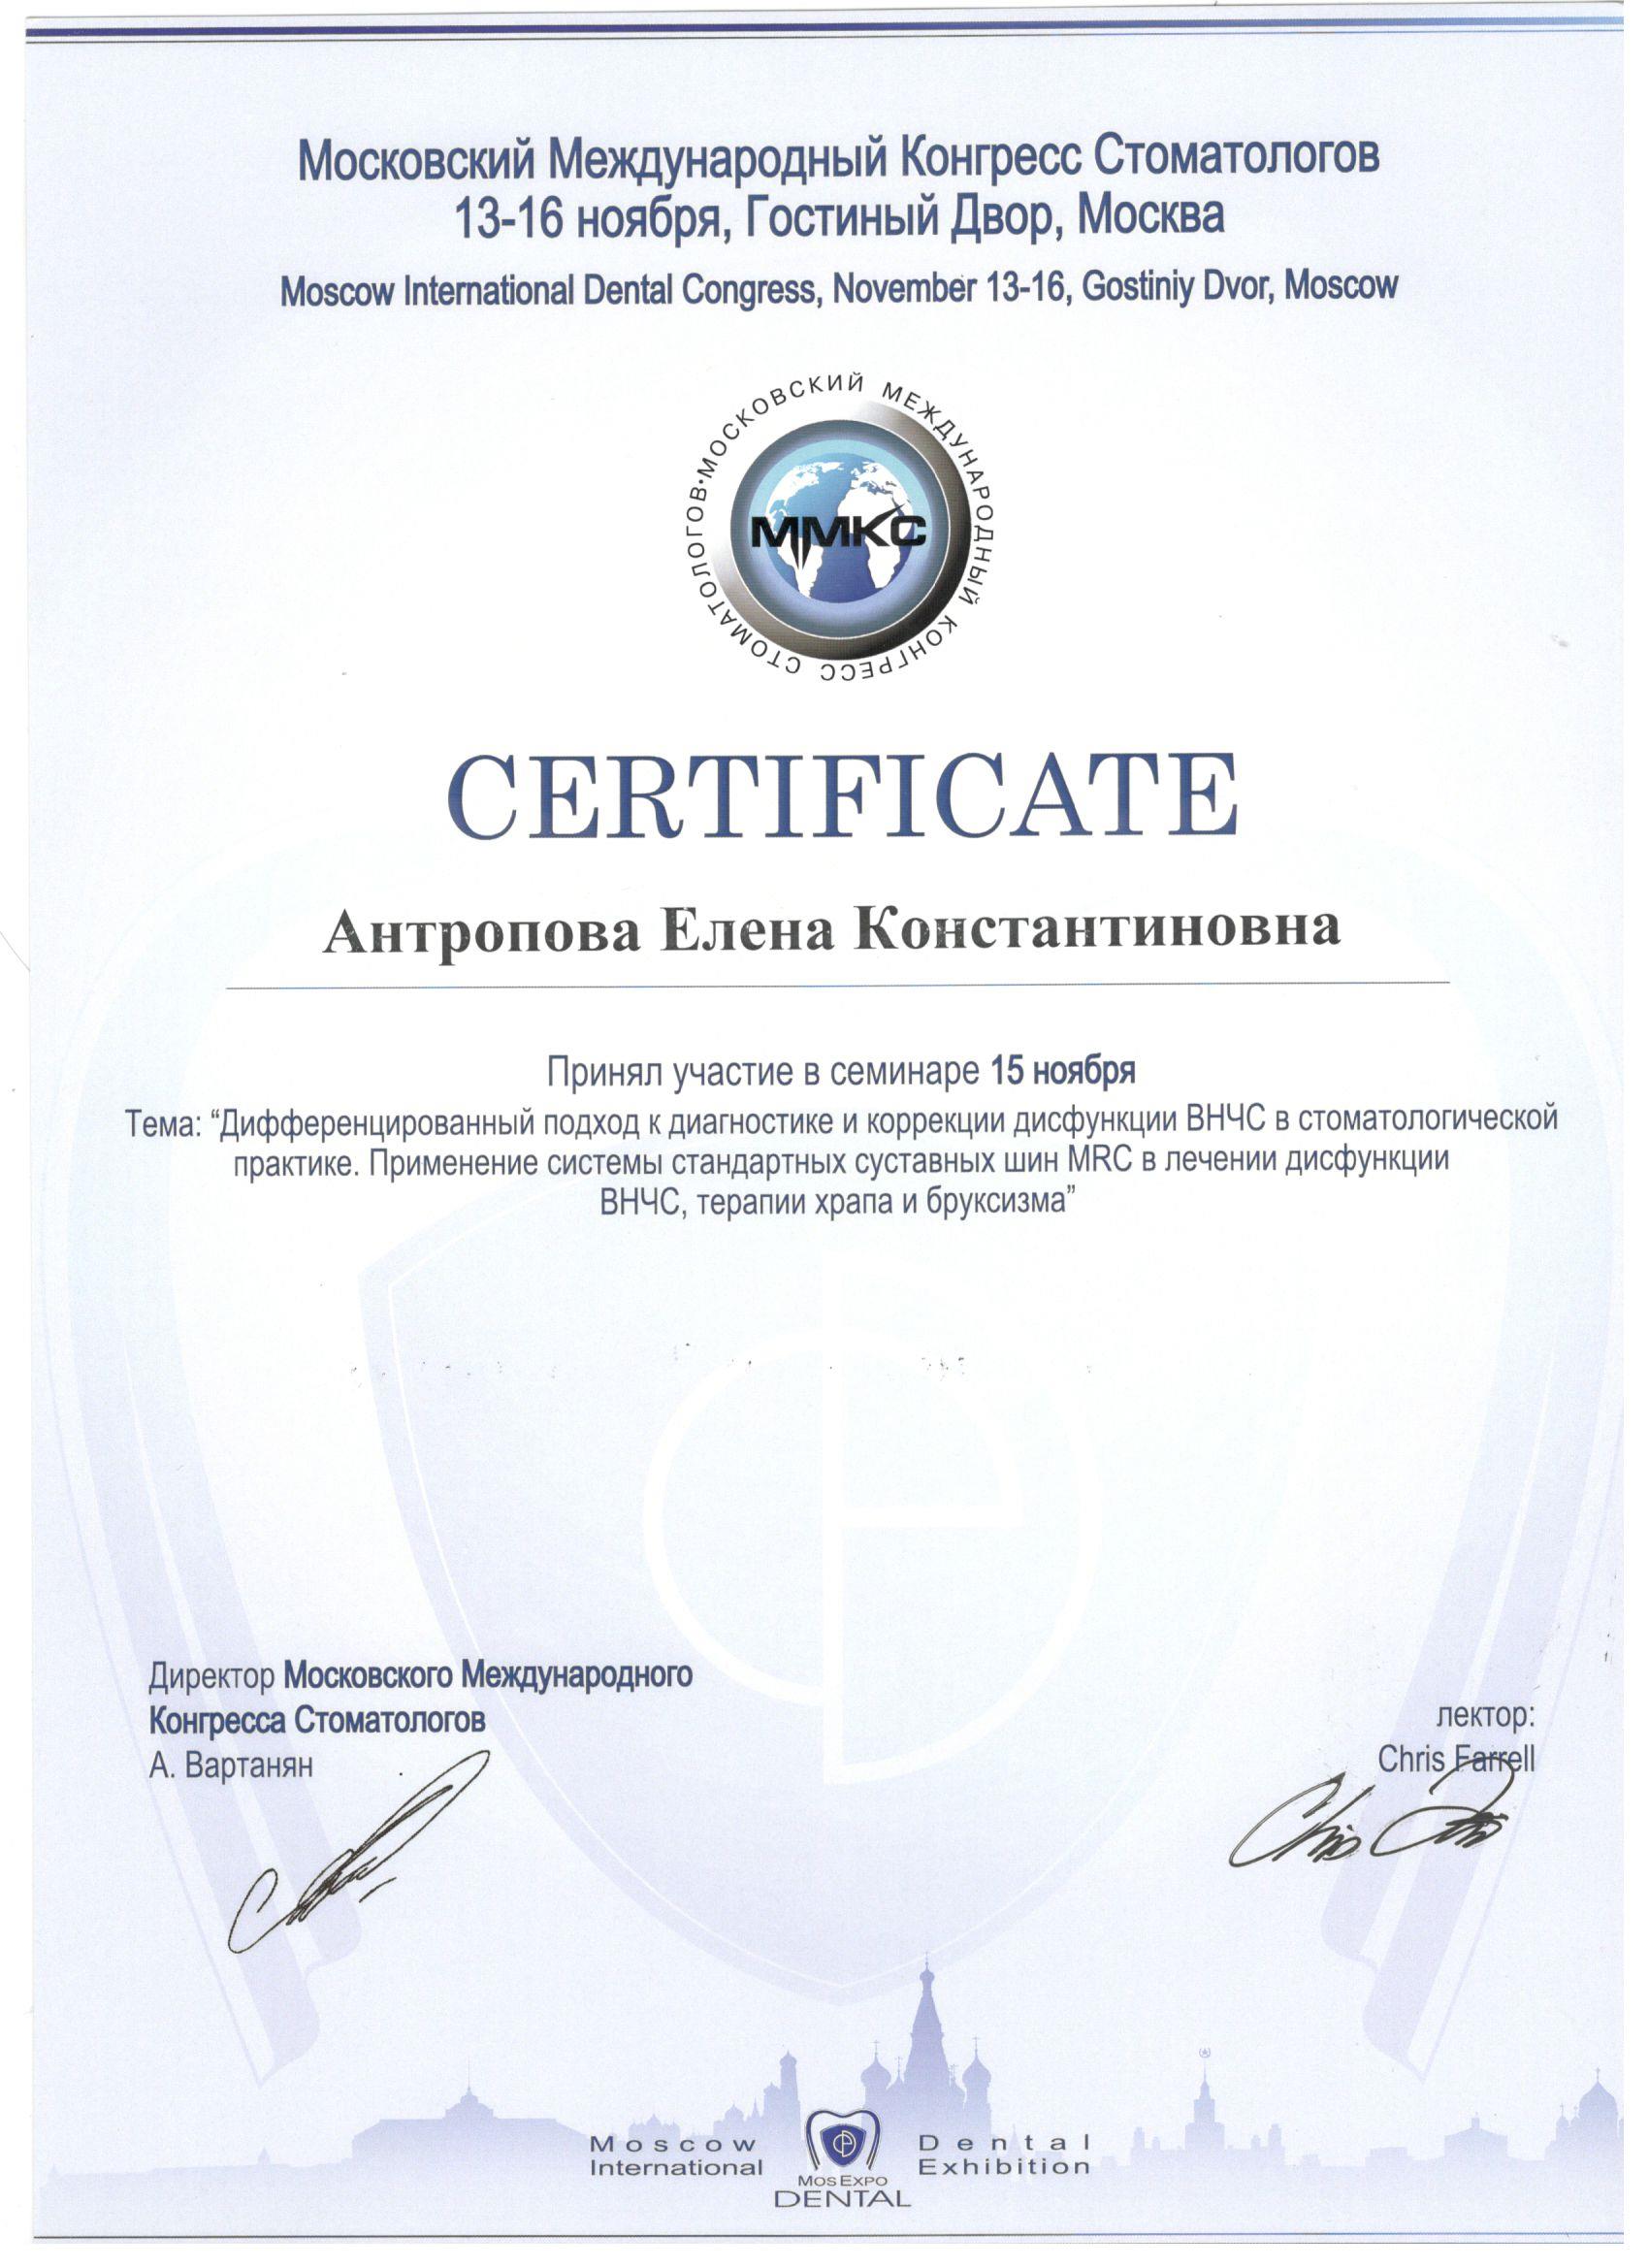 Московский Международный Конгресс Стоматологов
13-16 ноября, Гостиный Двор, Москва
Moscow International Dental Congress, November 13-16, Gostiniy Dvor, Moscow
МОСКОВСКИЙ МЕЖДУНАРОДНЫЙ КОНГРЕСС СТОМАТОЛОГОВ•
ММКС
CERTIFICATE
Антропова Елена Константиновна
Принял участие в семинаре 15 ноября
Тема: “Дифференцированный подход к диагностике и коррекции дисфункции ВНЧС в стоматологической
практике. Применение системы стандартных суставных шин MRC в лечении дисфункции
ВНЧС, терапии храпа и бруксизма”
Директор Московского Международного
Конгресса Стоматологов
А. Вартанян
лектор:
Chris Farrell
Moscow
International
Dental
Exhibition
MOSEXPO
DENTAL